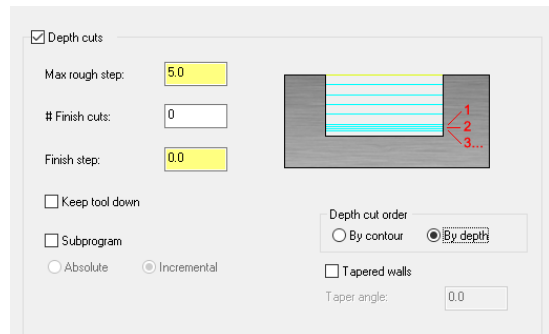 Depth cuts
Max rough step: 5.0
# Finish cuts: 0
Finish step: 0.0
1
2
3...
Keep tool down
Subprogram
Absolute Incremental
Depth cut order
By contour By depth
Tapered walls
Taper angle: 0.0